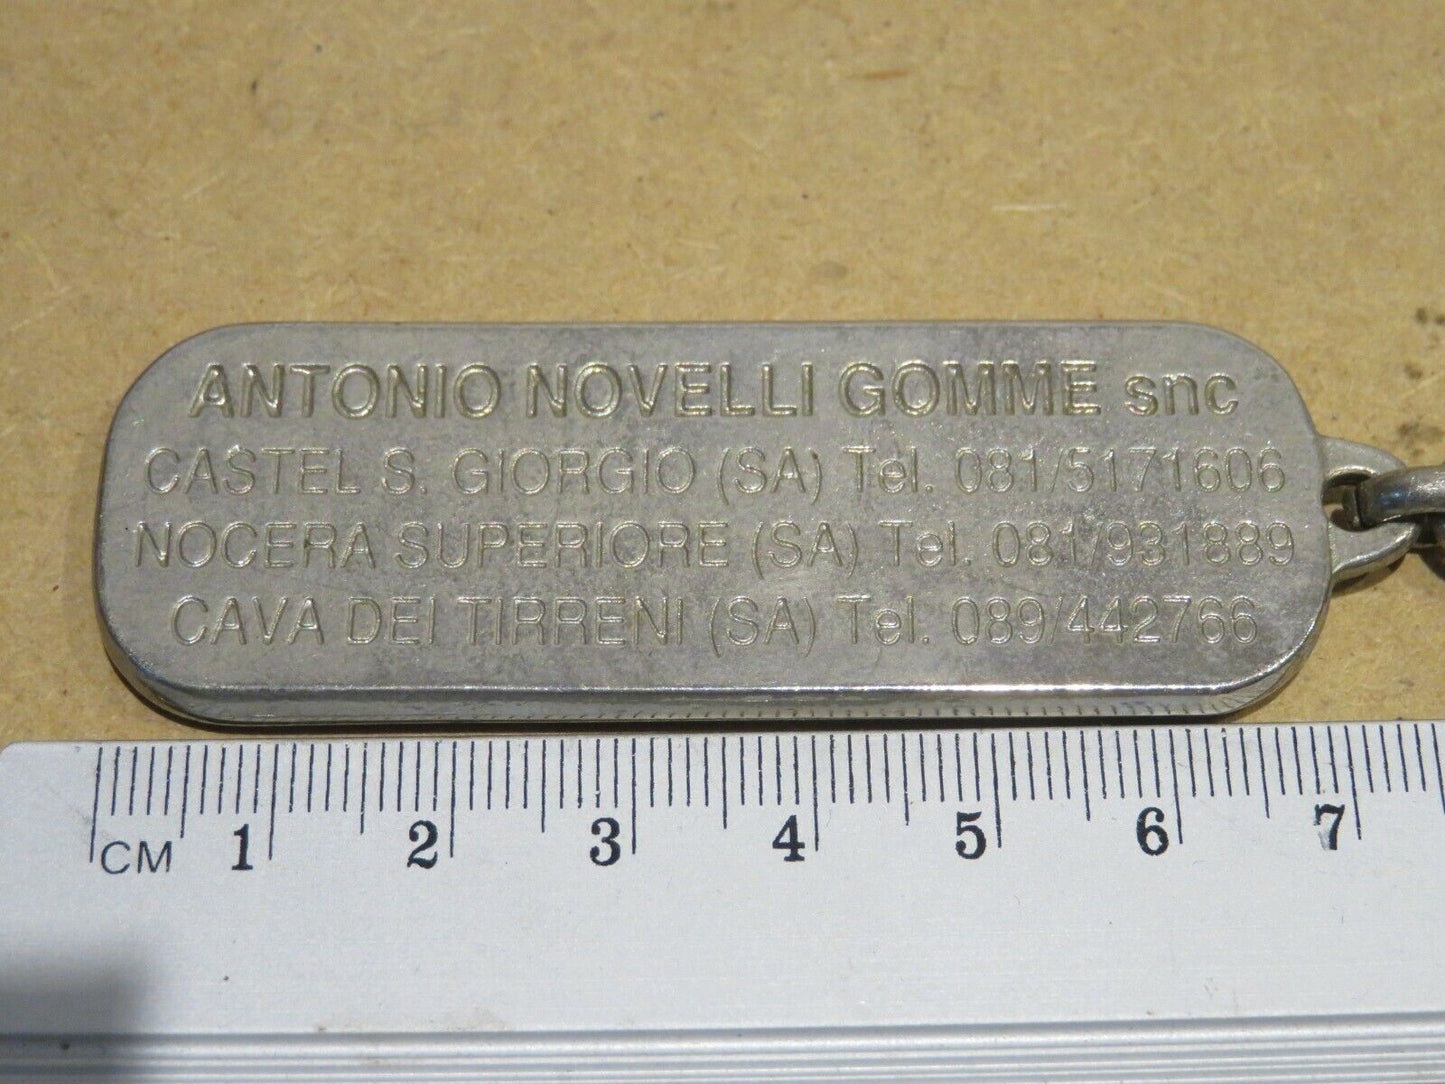 ANTONIO NOVELLI GOMME snc
CASTEL S. GIORGIO (SA) Tel. 081/5171606
NOCERA SUPERIORE (SA) Tel. 081/931889
CAVA DEI TIRRENI (SA) Tel. 089/442766
CM 1 2 3 4 5 6 7